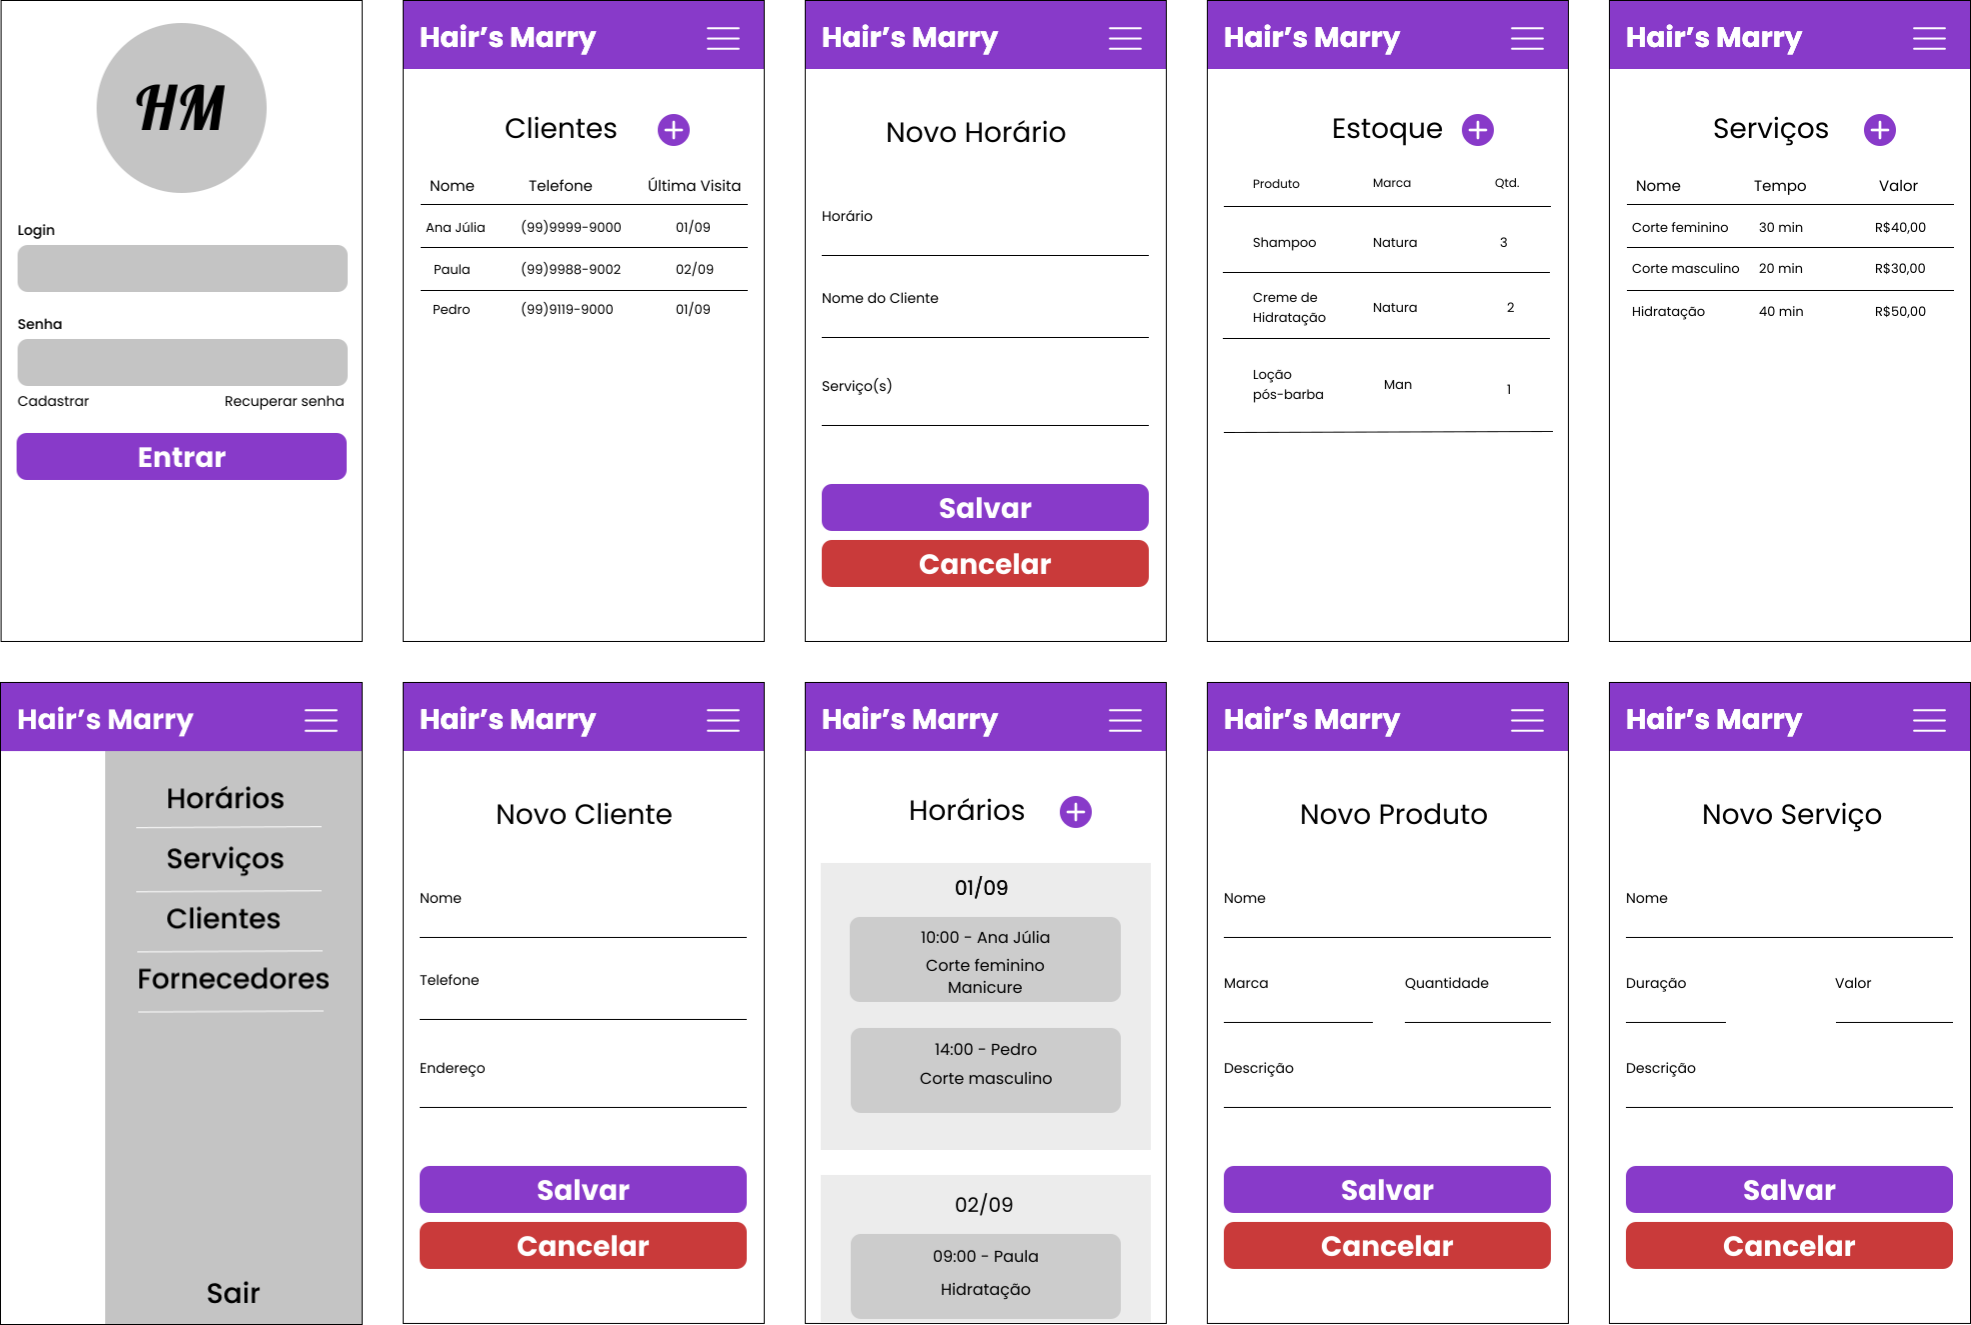 HM
Login
Senha
Cadastrar Recuperar senha
Entrar
Hair's Marry
Clientes
Nome Telefone Última Visita
Ana Júlia (99)9999-9000 01/09
Paula (99)9988-9002 02/09
Pedro (99)9119-9000 01/09
Hair's Marry
Novo Horário
Horário
Nome do Cliente
Serviço(s)
Salvar
Cancelar
Hair's Marry
Estoque
Produto Marca Qtd.
Shampoo Natura 3
Creme de
Hidratação Natura 2
Loção
pós-barba Man 1
Hair's Marry
Serviços
Nome Tempo Valor
Corte feminino 30 min R$40,00
Corte masculino 20 min R$30,00
Hidratação 40 min R$50,00
Hair's Marry
Horários
Serviços
Clientes
Fornecedores
Sair
Hair's Marry
Novo Cliente
Nome
Telefone
Endereço
Salvar
Cancelar
Hair's Marry
Horários
01/09
10:00 - Ana Júlia
Corte feminino
Manicure
14:00 - Pedro
Corte masculino
02/09
09:00 - Paula
Hidratação
Hair's Marry
Novo Produto
Nome
Marca Quantidade
Descrição
Salvar
Cancelar
Hair's Marry
Novo Serviço
Nome
Duração Valor
Descrição
Salvar
Cancelar